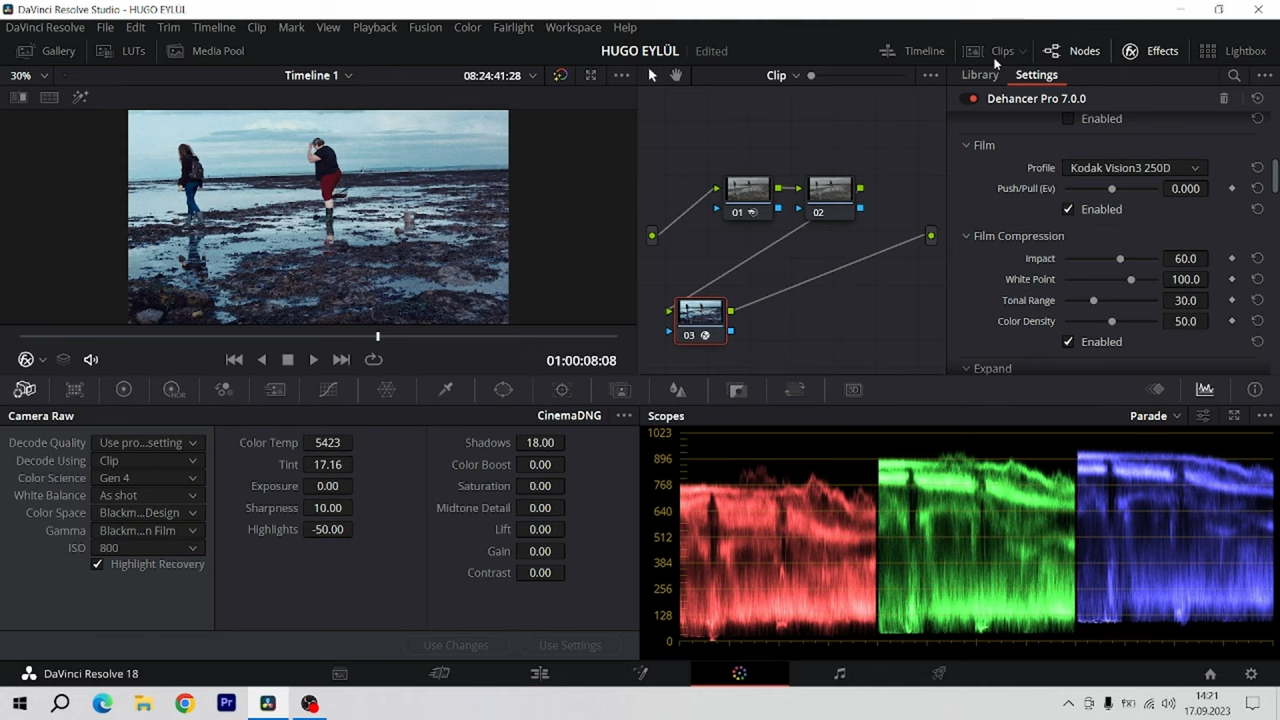 DaVinci Resolve Studio - HUGO EYLÜL
DaVinci Resolve File Edit Trim Timeline Clip Mark View Playback Fusion Color Fairlight Workspace Help
Gallery LUTs Media Pool HUGO EYLÜL Edited Timeline Clips Nodes Effects Lightbox
30% Timeline 1 08:24:41:28 Clip Library Settings
Dehancer Pro 7.0.0
Enabled
Film
Profile Kodak Vision3 250D
Push/Pull (Ev) 0.000
Enabled
Film Compression
Impact 60.0
White Point 100.0
Tonal Range 30.0
Color Density 50.0
Enabled
Expand
01
02
03
01:00:08:08
HDR
3D
Camera Raw CinemaDNG
Decode Quality Use pro...setting
Decode Using Clip
Color Science Gen 4
White Balance As shot
Color Space Blackm...Design
Gamma Blackm...n Film
ISO 800
Highlight Recovery
Color Temp 5423
Tint 17.16
Exposure 0.00
Sharpness 10.00
Highlights -50.00
Shadows 18.00
Color Boost 0.00
Saturation 0.00
Midtone Detail 0.00
Lift 0.00
Gain 0.00
Contrast 0.00
Use Changes Use Settings
Scopes Parade
1023
896
768
640
512
384
256
128
0
DaVinci Resolve 18
Pr
14:21
17.09.2023